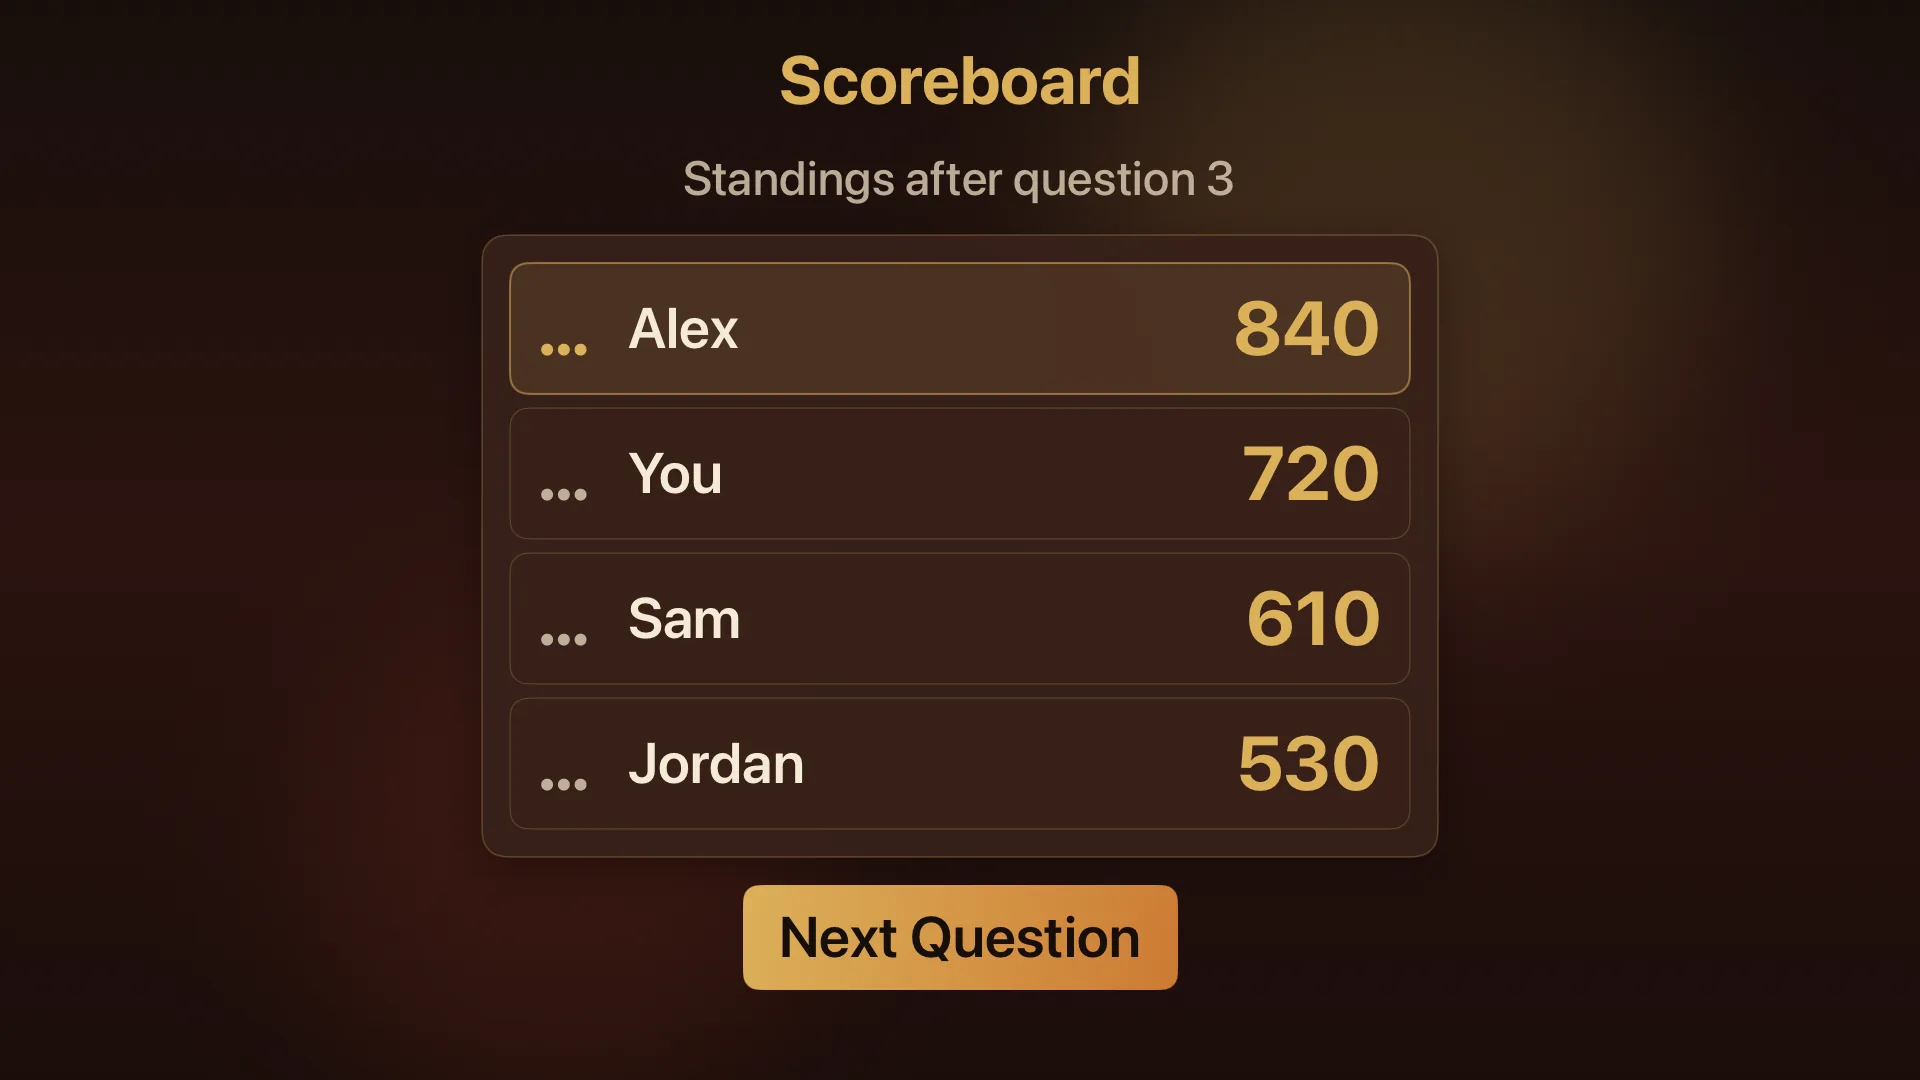 Scoreboard
Standings after question 3
... Alex 840
... You 720
... Sam 610
... Jordan 530
Next Question